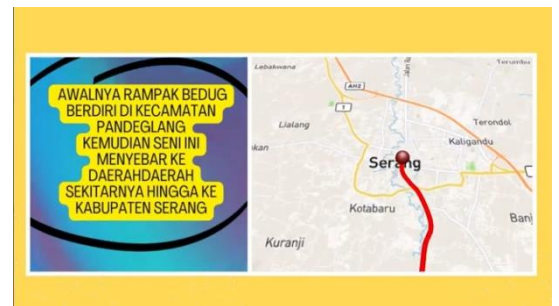 AWALNYA RAMPAK BEDUG
BERDIRI DI KECAMATAN
PANDEGLANG
KEMUDIAN SENI INI
MENYEBAR KE
DAERAHDAERAH
SEKITARNYA HINGGA KE
KABUPATEN SERANG
Lebakwana
AH2
1
Lialang
Terondol
kan
Kaligandu
Serang
Kotabaru
Banj
Kuranji